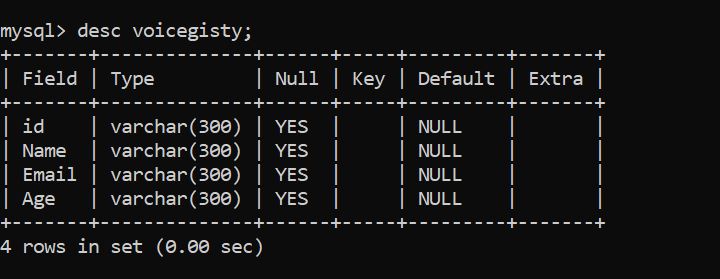 mysql> desc voicegisty;
+-------+--------------+------+-----+---------+-------+
| Field | Type         | Null | Key | Default | Extra |
+-------+--------------+------+-----+---------+-------+
| id    | varchar(300) | YES  |     | NULL    |       |
| Name  | varchar(300) | YES  |     | NULL    |       |
| Email | varchar(300) | YES  |     | NULL    |       |
| Age   | varchar(300) | YES  |     | NULL    |       |
+-------+--------------+------+-----+---------+-------+
4 rows in set (0.00 sec)